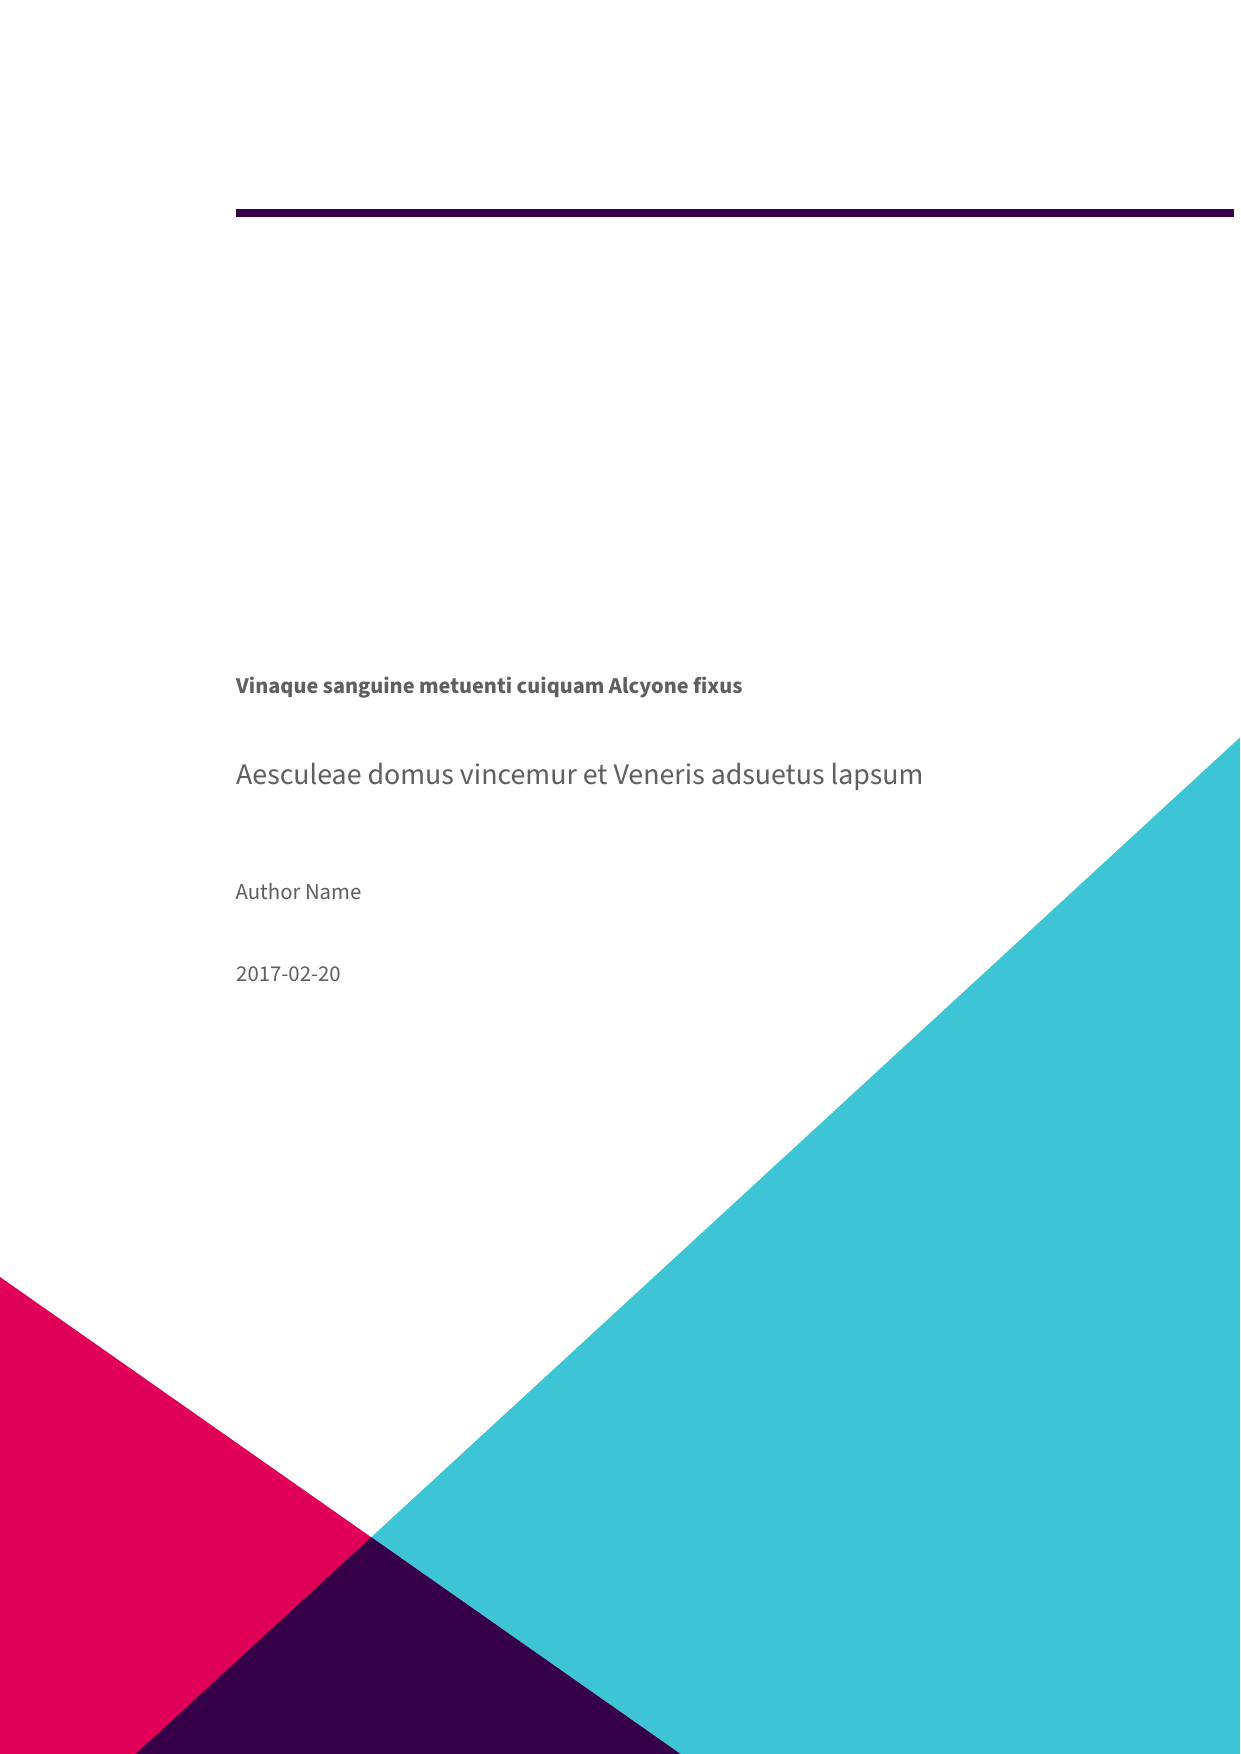 Vinaque sanguine metuenti cuiquam Alcyone fixus
Aesculeae domus vincemur et Veneris adsuetus lapsum
Author Name
2017-02-20